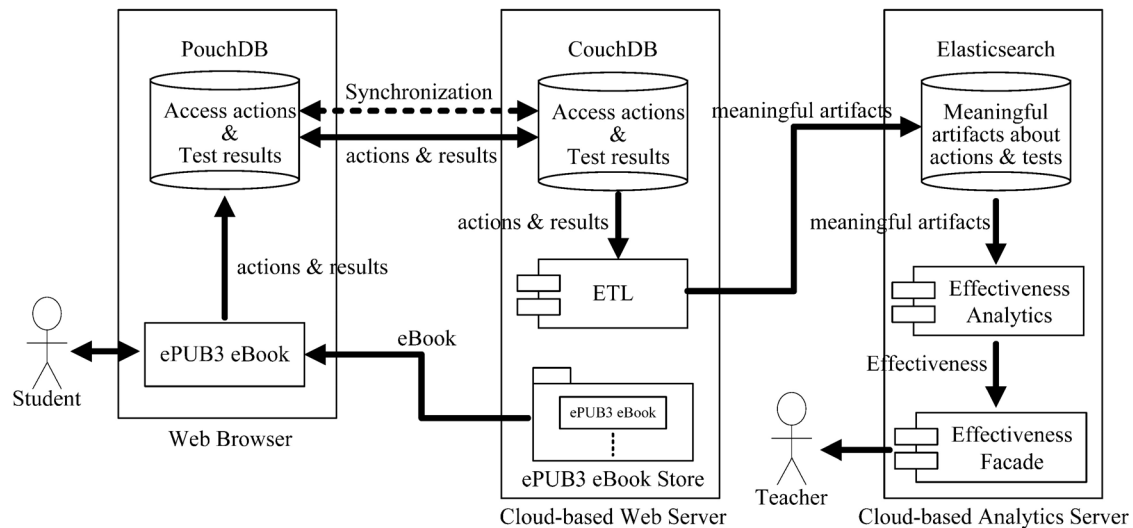 PouchDB
Access actions
&
Test results
actions & results
ePUB3 eBook
Student
Web Browser
Synchronization
actions & results
eBook
CouchDB
Access actions
&
Test results
actions & results
ETL
ePUB3 eBook
ePUB3 eBook Store
Cloud-based Web Server
meaningful artifacts
Elasticsearch
Meaningful
artifacts about
actions & tests
meaningful artifacts
Effectiveness
Analytics
Effectiveness
Effectiveness
Facade
Teacher
Cloud-based Analytics Server